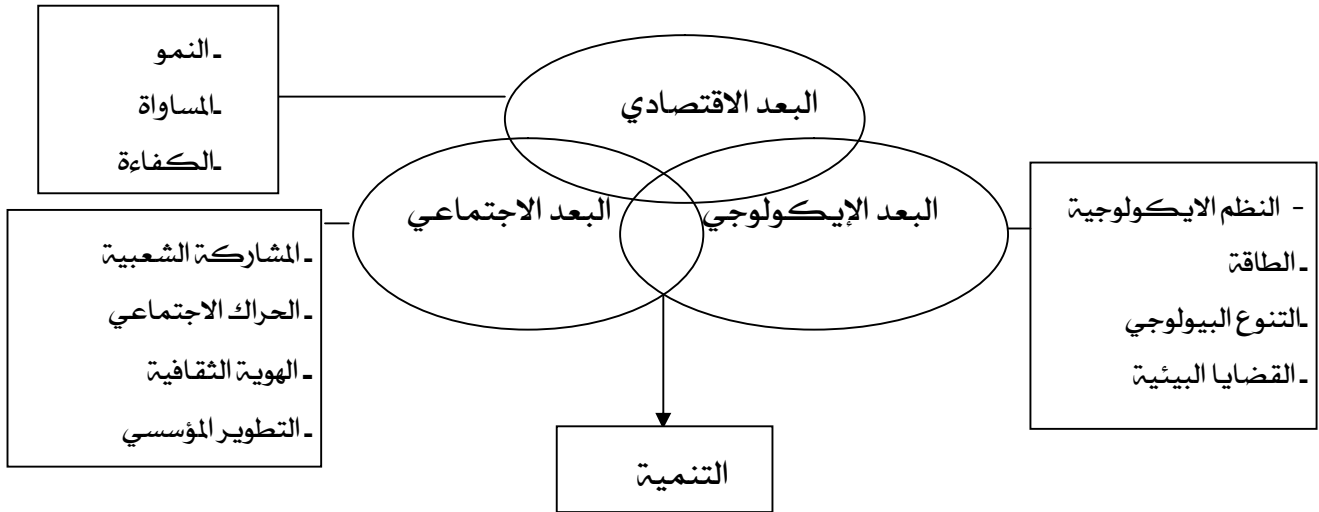 ـ النمو
ـ المساواة
ـ الكفاءة
البعد الاقتصادي
البعد الإيكولوجي
البعد الاجتماعي
- النظم الايكولوجية
ـ الطاقة
ـ التنوع البيولوجي
ـ القضايا البيئية
ـ المشاركة الشعبية
ـ الحراك الاجتماعي
ـ الهوية الثقافية
ـ التطوير المؤسسي
التنمية